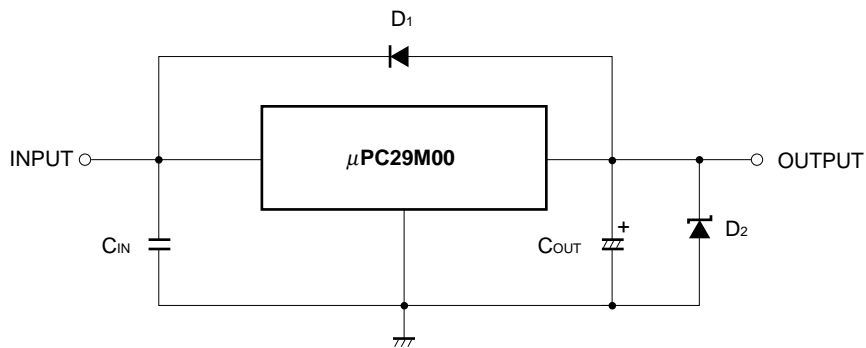 D1
INPUT
μPC29M00
OUTPUT
CIN
COUT
+
D2